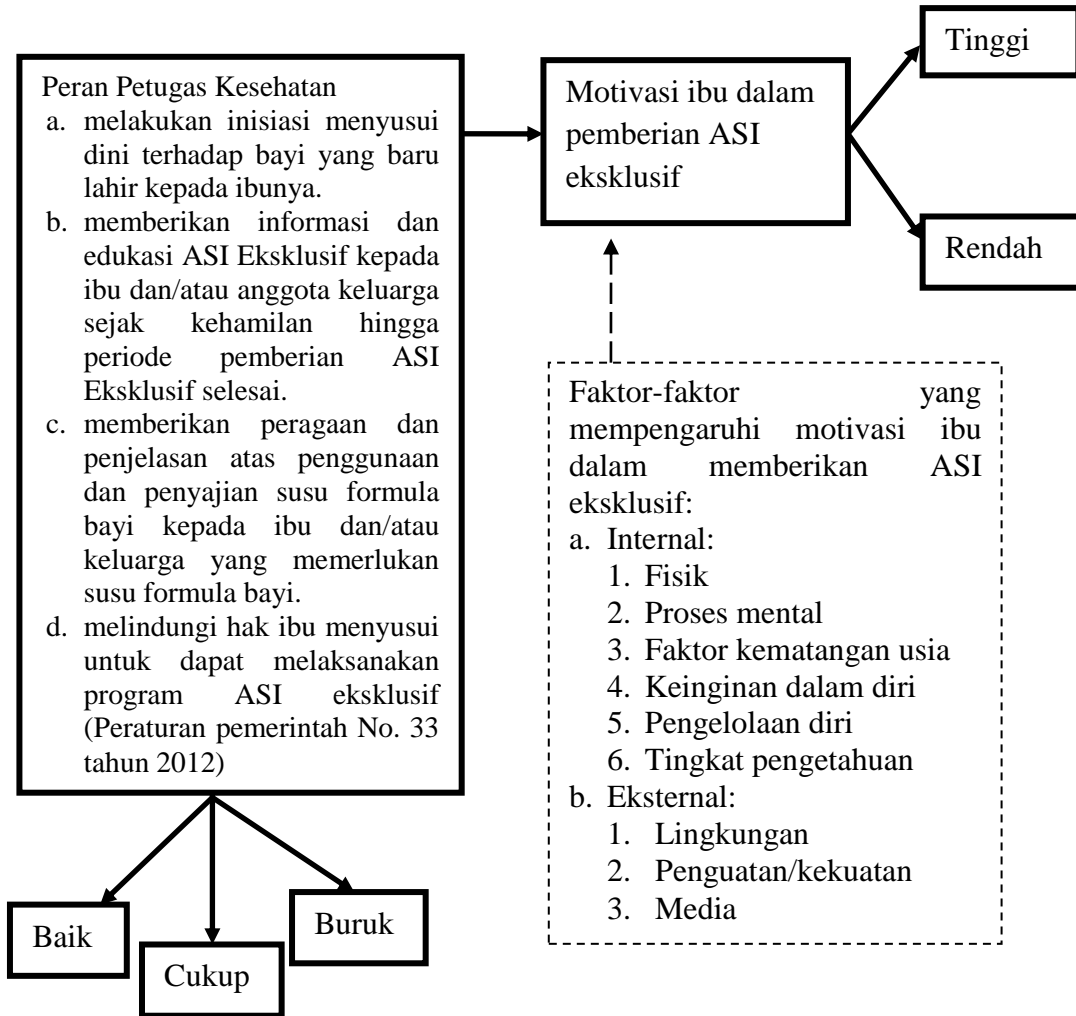 Peran Petugas Kesehatan
a. melakukan inisiasi menyusui
dini terhadap bayi yang baru
lahir kepada ibunya.
b. memberikan informasi dan
edukasi ASI Eksklusif kepada
ibu dan/atau anggota keluarga
sejak kehamilan hingga
periode pemberian ASI
Eksklusif selesai.
c. memberikan peragaan dan
penjelasan atas penggunaan
dan penyajian susu formula
bayi kepada ibu dan/atau
keluarga yang memerlukan
susu formula bayi.
d. melindungi hak ibu menyusui
untuk dapat melaksanakan
program ASI eksklusif
(Peraturan pemerintah No. 33
tahun 2012)
Baik
Cukup
Buruk
Motivasi ibu dalam
pemberian ASI
eksklusif
Tinggi
Rendah
Faktor-faktor yang
mempengaruhi motivasi ibu
dalam memberikan ASI
eksklusif:
a. Internal:
1. Fisik
2. Proses mental
3. Faktor kematangan usia
4. Keinginan dalam diri
5. Pengelolaan diri
6. Tingkat pengetahuan
b. Eksternal:
1. Lingkungan
2. Penguatan/kekuatan
3. Media